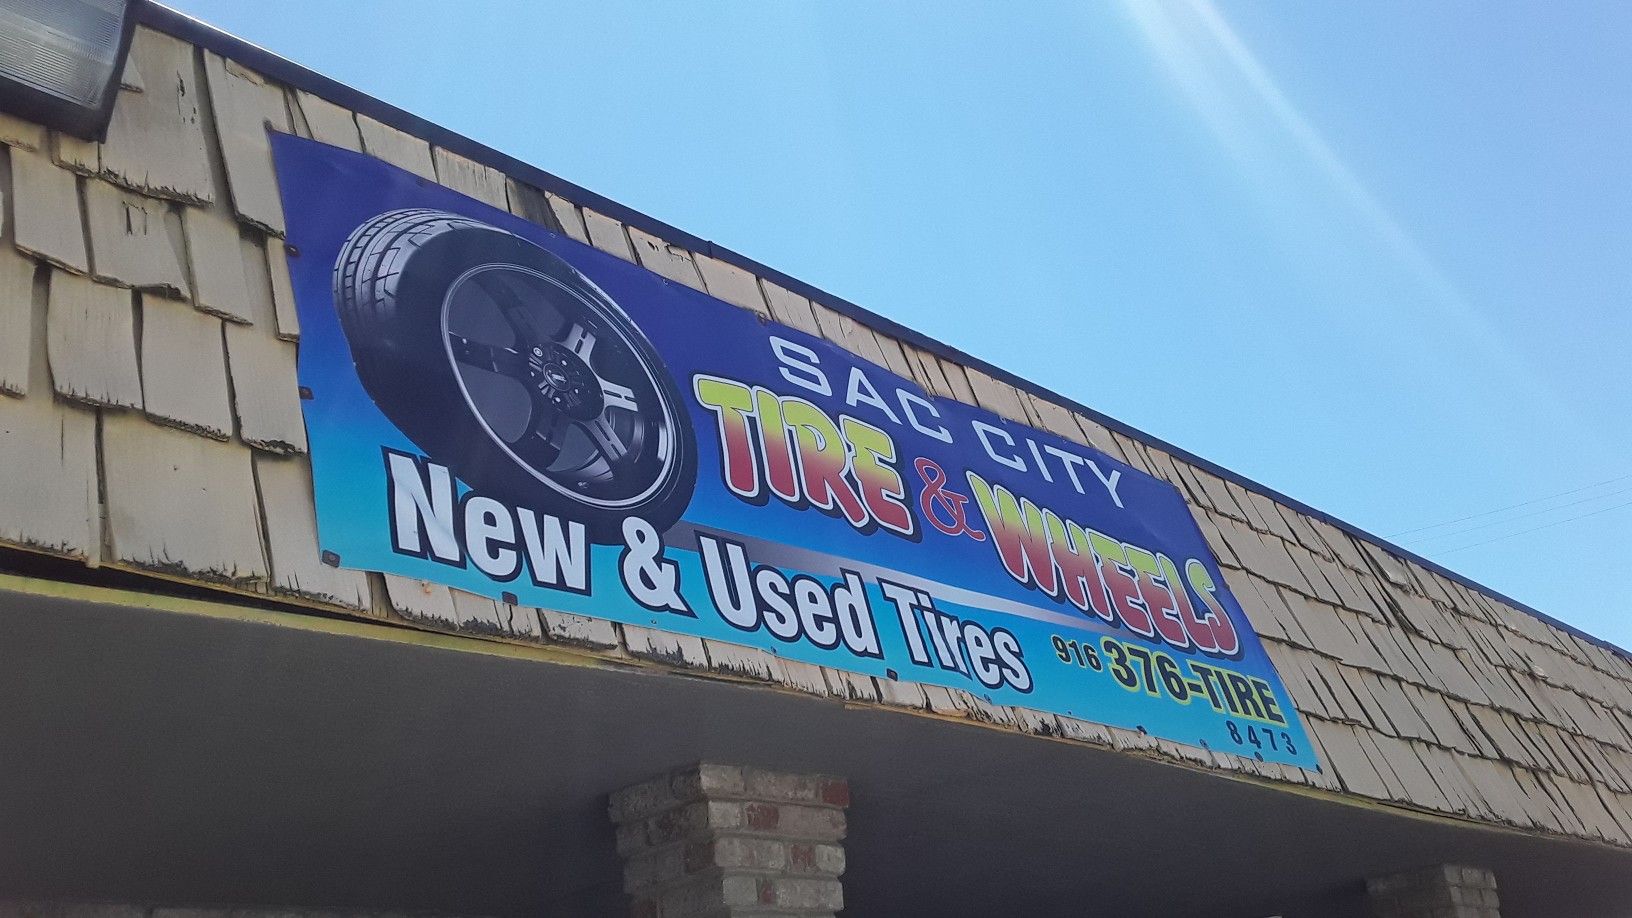 SAC CITY
TIRE & WHEELS
New & Used Tires
916 376-TIRE
8473